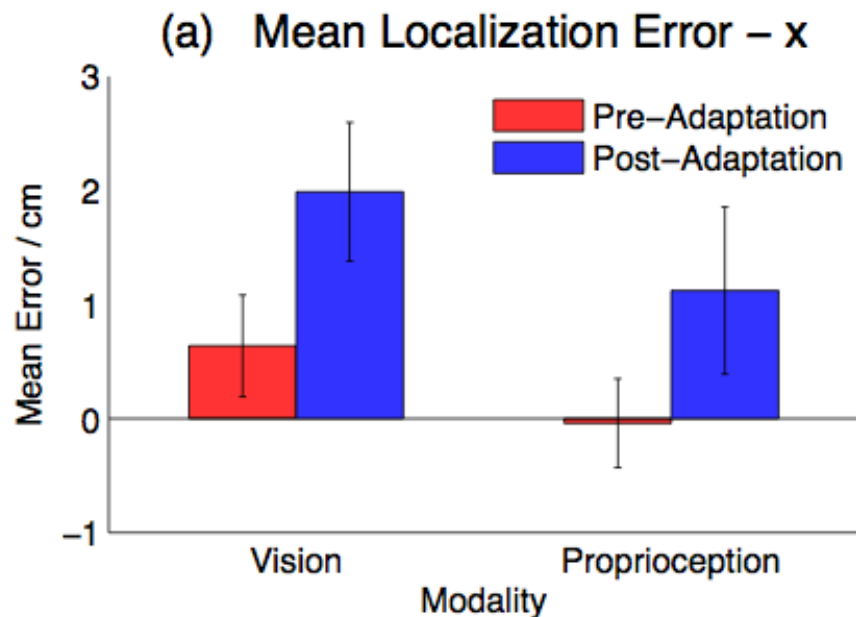 (a) Mean Localization Error – x
3
2
1
0
–1
Mean Error / cm
Pre–Adaptation
Post–Adaptation
Vision
Proprioception
Modality